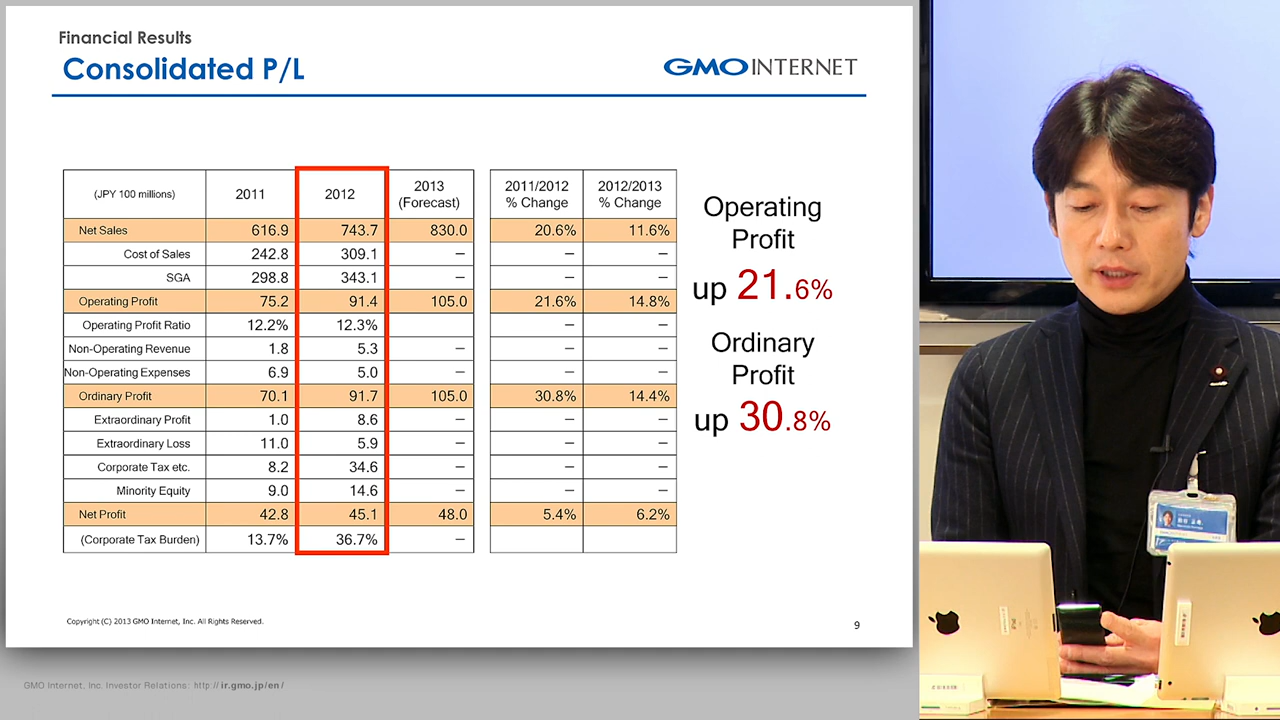 Financial Results
Consolidated P/L
GMO INTERNET
(JPY 100 millions) 2011 2012 2013 (Forecast) 2011/2012 % Change 2012/2013 % Change
Net Sales 616.9 743.7 830.0 20.6% 11.6%
Cost of Sales 242.8 309.1 – – –
SGA 298.8 343.1 – – –
Operating Profit 75.2 91.4 105.0 21.6% 14.8%
Operating Profit Ratio 12.2% 12.3% – –
Non-Operating Revenue 1.8 5.3 – – –
Non-Operating Expenses 6.9 5.0 – – –
Ordinary Profit 70.1 91.7 105.0 30.8% 14.4%
Extraordinary Profit 1.0 8.6 – – –
Extraordinary Loss 11.0 5.9 – – –
Corporate Tax etc. 8.2 34.6 – – –
Minority Equity 9.0 14.6 – – –
Net Profit 42.8 45.1 48.0 5.4% 6.2%
(Corporate Tax Burden) 13.7% 36.7% –
Operating
Profit
up 21.6%
Ordinary
Profit
up 30.8%
Copyright (C) 2013 GMO Internet, Inc. All Rights Reserved.
9
GMO Internet, Inc. Investor Relations: http://ir.gmo.jp/en/